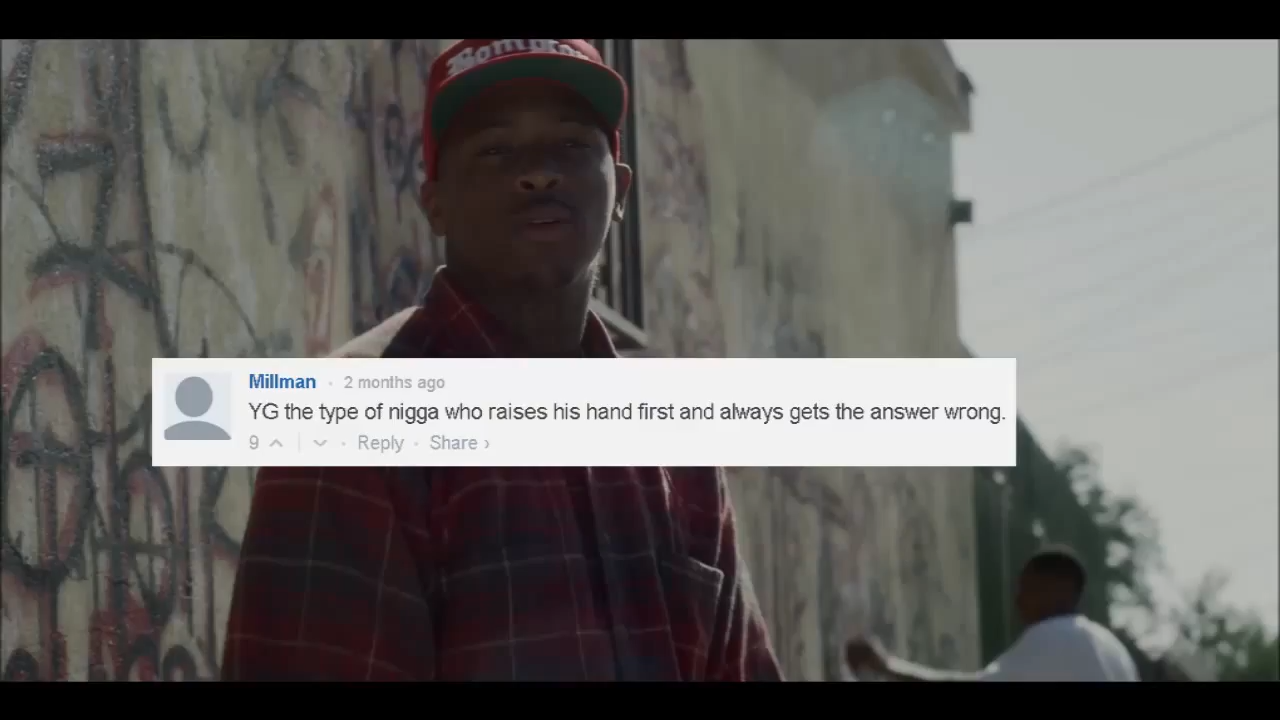 Millman · 2 months ago
YG the type of nigga who raises his hand first and always gets the answer wrong.
9 · Reply · Share ›